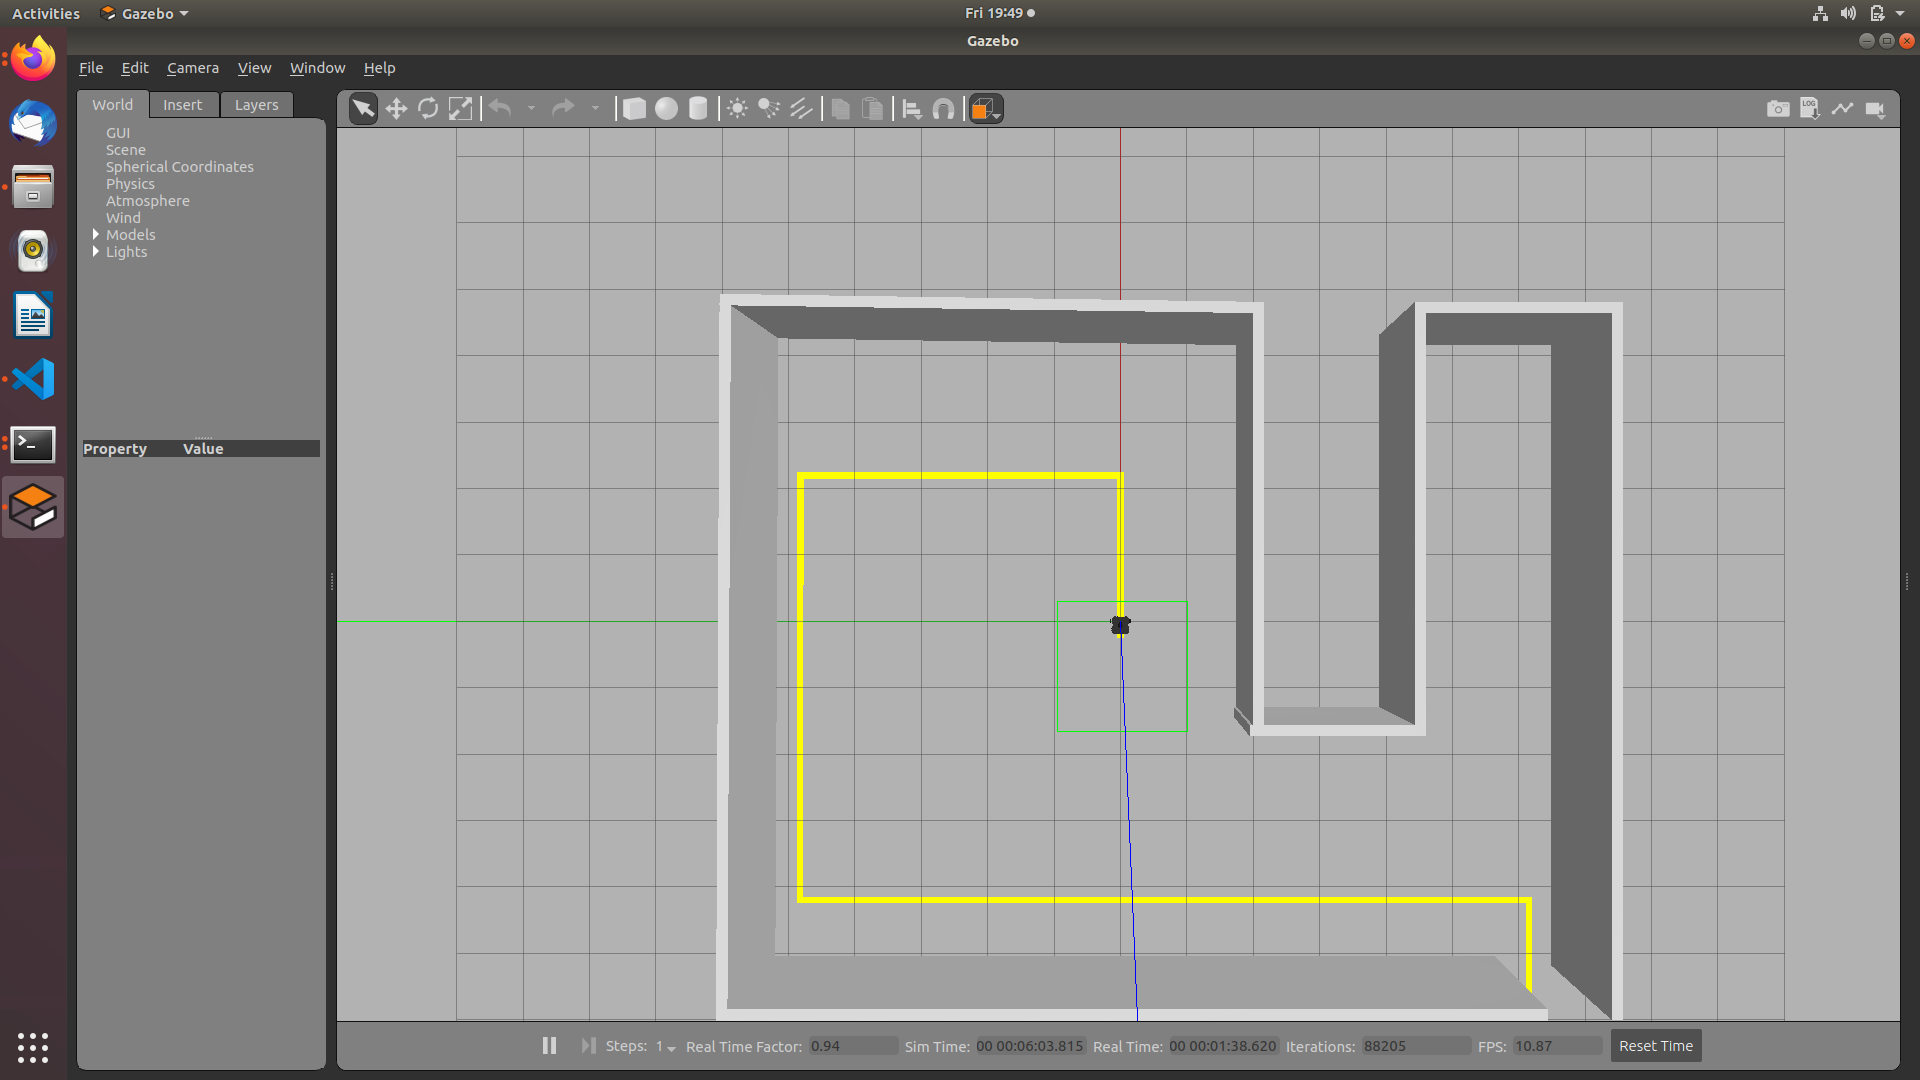 Activities Gazebo Fri 19:49
Gazebo
File Edit Camera View Window Help
World Insert Layers
GUI
Scene
Spherical Coordinates
Physics
Atmosphere
Wind
Models
Lights
Property Value
LOG
Steps: 1 Real Time Factor: 0.94 Sim Time: 00 00:06:03.815 Real Time: 00 00:01:38.620 Iterations: 88205 FPS: 10.87 Reset Time